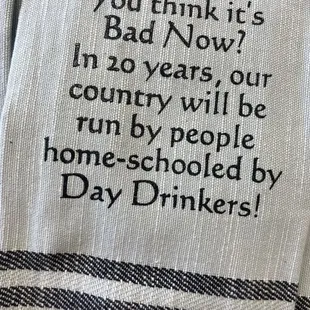 you think it's
Bad Now?
In 20 years, our
country will be
run by people
home-schooled by
Day Drinkers!